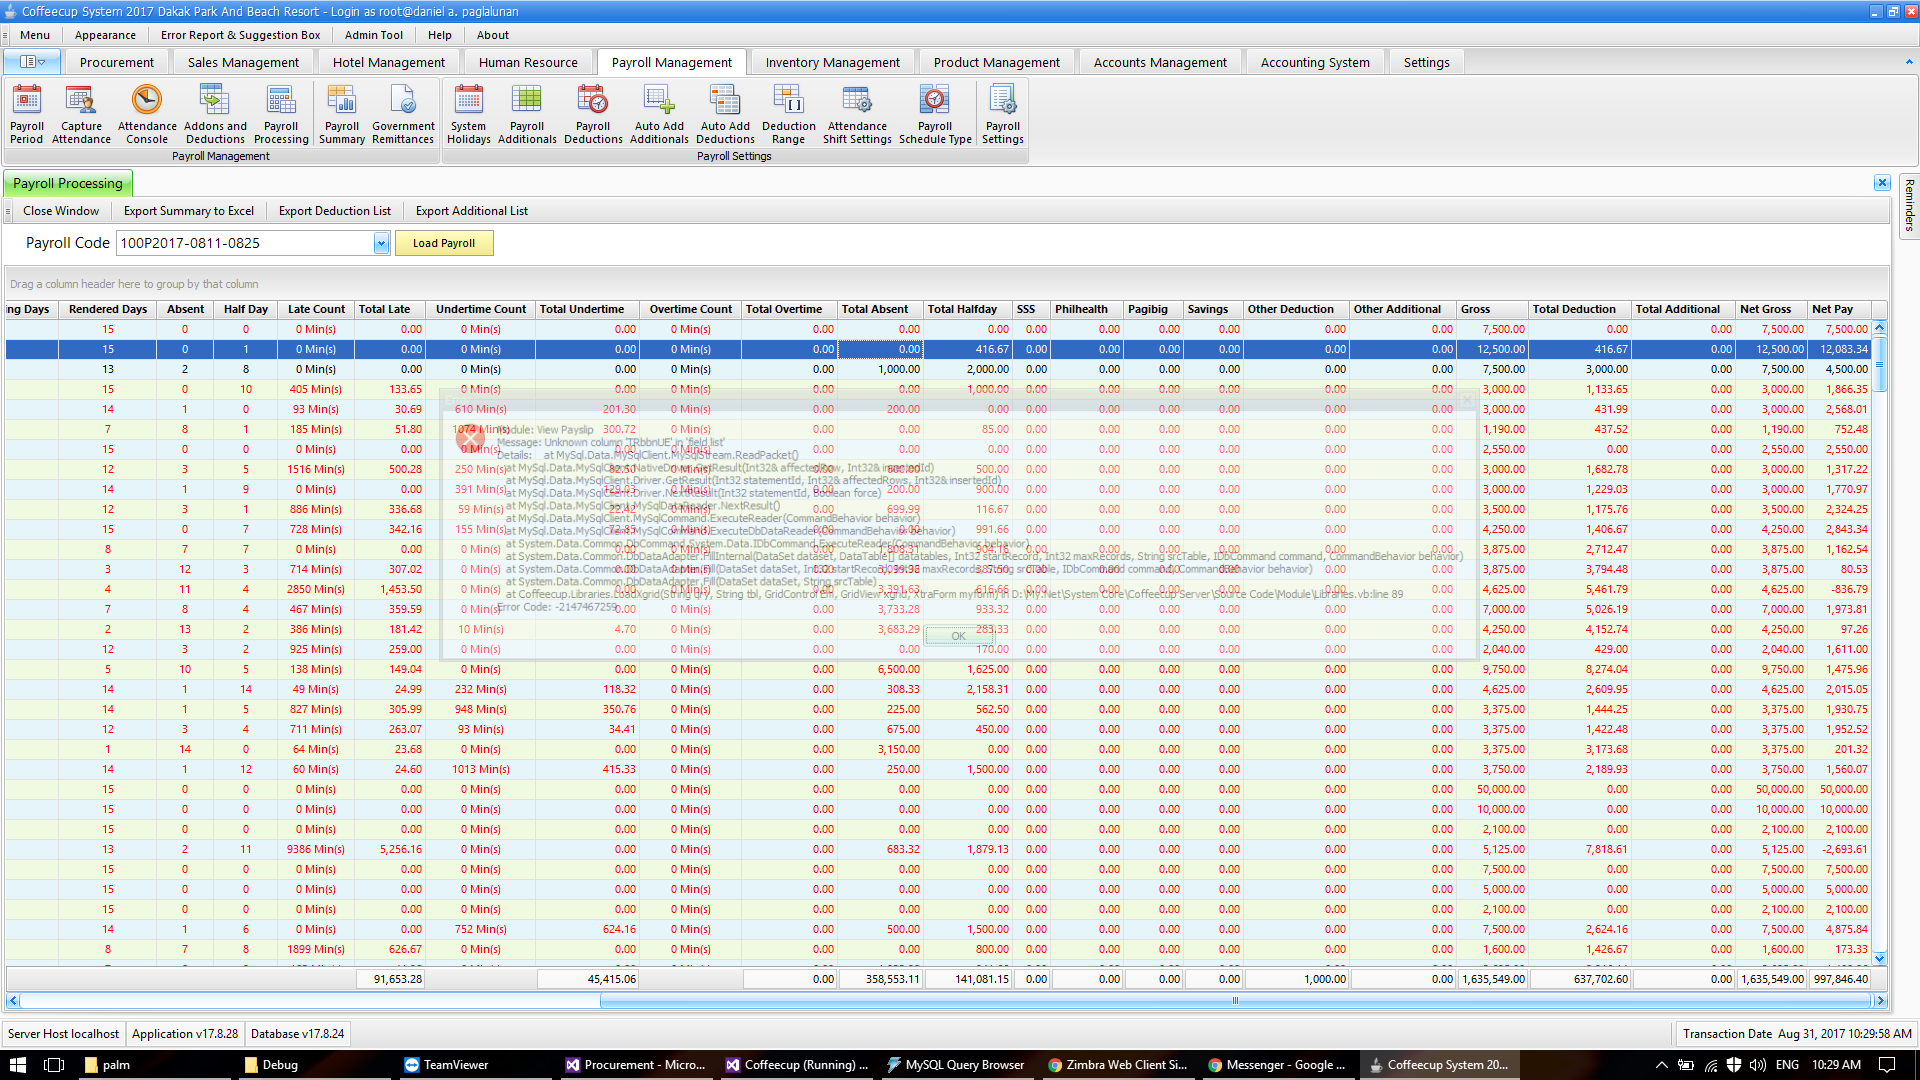 Coffeecup System 2017 Dakak Park And Beach Resort - Login as root@daniel a. paglalunan
Menu Appearance Error Report & Suggestion Box Admin Tool Help About
Procurement Sales Management Hotel Management Human Resource Payroll Management Inventory Management Product Management Accounts Management Accounting System Settings
Payroll Period Capture Attendance Attendance Console Addons and Deductions Payroll Processing Payroll Summary Government Remittances System Holidays Payroll Additionals Payroll Deductions Auto Add Additionals Auto Add Deductions Deduction Range Attendance Shift Settings Payroll Schedule Type Payroll Settings
Payroll Management Payroll Settings
Payroll Processing
Reminders
Close Window Export Summary to Excel Export Deduction List Export Additional List
Payroll Code 100P2017-0811-0825 Load Payroll
Drag a column header here to group by that column
ng Days Rendered Days Absent Half Day Late Count Total Late Undertime Count Total Undertime Overtime Count Total Overtime Total Absent Total Halfday SSS Philhealth Pagibig Savings Other Deduction Other Additional Gross Total Deduction Total Additional Net Gross Net Pay
15 0 0 0 Min(s) 0.00 0 Min(s) 0.00 0 Min(s) 0.00 0.00 0.00 0.00 0.00 0.00 0.00 0.00 0.00 7,500.00 0.00 0.00 7,500.00 7,500.00
15 0 1 0 Min(s) 0.00 0 Min(s) 0.00 0 Min(s) 0.00 0.00 416.67 0.00 0.00 0.00 0.00 0.00 0.00 12,500.00 416.67 0.00 12,500.00 12,083.34
13 2 8 0 Min(s) 0.00 0 Min(s) 0.00 0 Min(s) 0.00 1,000.00 2,000.00 0.00 0.00 0.00 0.00 0.00 0.00 7,500.00 3,000.00 0.00 7,500.00 4,500.00
15 0 10 405 Min(s) 133.65 0 Min(s) 0.00 0 Min(s) 0.00 0.00 1,000.00 0.00 0.00 0.00 0.00 0.00 0.00 3,000.00 1,133.65 0.00 3,000.00 1,866.35
14 1 0 93 Min(s) 30.69 610 Min(s) 201.30 0 Min(s) 0.00 200.00 0.00 0.00 0.00 0.00 0.00 0.00 0.00 3,000.00 431.99 0.00 3,000.00 2,568.01
7 8 1 185 Min(s) 51.80 1074 Min(s) 300.72 0 Min(s) 0.00 0.00 85.00 0.00 0.00 0.00 0.00 0.00 0.00 1,190.00 437.52 0.00 1,190.00 752.48
15 0 0 0 Min(s) 0.00 0 Min(s) 0.00 0 Min(s) 0.00 0.00 0.00 0.00 0.00 0.00 0.00 0.00 0.00 2,550.00 0.00 0.00 2,550.00 2,550.00
12 3 5 1516 Min(s) 500.28 250 Min(s) 82.50 0.00 600.00 500.00 0.00 0.00 0.00 0.00 0.00 0.00 3,000.00 1,682.78 0.00 3,000.00 1,317.22
14 1 9 0 Min(s) 0.00 391 Min(s) 129.03 0.00 200.00 900.00 0.00 0.00 0.00 0.00 0.00 0.00 3,000.00 1,229.03 0.00 3,000.00 1,770.97
12 3 1 886 Min(s) 336.68 59 Min(s) 22.42 0.00 699.99 116.67 0.00 0.00 0.00 0.00 0.00 0.00 3,500.00 1,175.76 0.00 3,500.00 2,324.25
15 0 7 728 Min(s) 342.16 155 Min(s) 72.85 0.00 991.66 0.00 0.00 0.00 0.00 0.00 0.00 4,250.00 1,406.67 0.00 4,250.00 2,843.34
8 7 7 0 Min(s) 0.00 0 Min(s) 0.00 1,808.31 904.16 0.00 0.00 0.00 0.00 0.00 0.00 3,875.00 2,712.47 0.00 3,875.00 1,162.54
3 12 3 714 Min(s) 307.02 0 Min(s) 0.00 0.00 3,099.96 387.50 0.00 0.00 0.00 0.00 0.00 0.00 3,875.00 3,794.48 0.00 3,875.00 80.53
4 11 4 2850 Min(s) 1,453.50 0 Min(s) 0.00 3,391.63 616.66 0.00 0.00 0.00 0.00 0.00 0.00 4,625.00 5,461.79 0.00 4,625.00 -836.79
7 8 4 467 Min(s) 359.59 0 Min(s) 0.00 0 Min(s) 0.00 3,733.28 933.32 0.00 0.00 0.00 0.00 0.00 0.00 7,000.00 5,026.19 0.00 7,000.00 1,973.81
2 13 2 386 Min(s) 181.42 10 Min(s) 4.70 0 Min(s) 0.00 3,683.29 283.33 0.00 0.00 0.00 0.00 0.00 0.00 4,250.00 4,152.74 0.00 4,250.00 97.26
12 3 2 925 Min(s) 259.00 0 Min(s) 0.00 0 Min(s) 0.00 0.00 170.00 0.00 0.00 0.00 0.00 0.00 0.00 2,040.00 429.00 0.00 2,040.00 1,611.00
5 10 5 138 Min(s) 149.04 0 Min(s) 0.00 0 Min(s) 0.00 6,500.00 1,625.00 0.00 0.00 0.00 0.00 0.00 0.00 9,750.00 8,274.04 0.00 9,750.00 1,475.96
14 1 14 49 Min(s) 24.99 232 Min(s) 118.32 0 Min(s) 0.00 308.33 2,158.31 0.00 0.00 0.00 0.00 0.00 0.00 4,625.00 2,609.95 0.00 4,625.00 2,015.05
14 1 5 827 Min(s) 305.99 948 Min(s) 350.76 0 Min(s) 0.00 225.00 562.50 0.00 0.00 0.00 0.00 0.00 0.00 3,375.00 1,444.25 0.00 3,375.00 1,930.75
12 3 4 711 Min(s) 263.07 93 Min(s) 34.41 0 Min(s) 0.00 675.00 450.00 0.00 0.00 0.00 0.00 0.00 0.00 3,375.00 1,422.48 0.00 3,375.00 1,952.52
1 14 0 64 Min(s) 23.68 0 Min(s) 0.00 0 Min(s) 0.00 3,150.00 0.00 0.00 0.00 0.00 0.00 0.00 0.00 3,375.00 3,173.68 0.00 3,375.00 201.32
14 1 12 60 Min(s) 24.60 1013 Min(s) 415.33 0 Min(s) 0.00 250.00 1,500.00 0.00 0.00 0.00 0.00 0.00 0.00 3,750.00 2,189.93 0.00 3,750.00 1,560.07
15 0 0 0 Min(s) 0.00 0 Min(s) 0.00 0 Min(s) 0.00 0.00 0.00 0.00 0.00 0.00 0.00 0.00 0.00 50,000.00 0.00 0.00 50,000.00 50,000.00
15 0 0 0 Min(s) 0.00 0 Min(s) 0.00 0 Min(s) 0.00 0.00 0.00 0.00 0.00 0.00 0.00 0.00 0.00 10,000.00 0.00 0.00 10,000.00 10,000.00
15 0 0 0 Min(s) 0.00 0 Min(s) 0.00 0 Min(s) 0.00 0.00 0.00 0.00 0.00 0.00 0.00 0.00 0.00 2,100.00 0.00 0.00 2,100.00 2,100.00
13 2 11 9386 Min(s) 5,256.16 0 Min(s) 0.00 0 Min(s) 0.00 683.32 1,879.13 0.00 0.00 0.00 0.00 0.00 0.00 5,125.00 7,818.61 0.00 5,125.00 -2,693.61
15 0 0 0 Min(s) 0.00 0 Min(s) 0.00 0 Min(s) 0.00 0.00 0.00 0.00 0.00 0.00 0.00 0.00 0.00 7,500.00 0.00 0.00 7,500.00 7,500.00
15 0 0 0 Min(s) 0.00 0 Min(s) 0.00 0 Min(s) 0.00 0.00 0.00 0.00 0.00 0.00 0.00 0.00 0.00 5,000.00 0.00 0.00 5,000.00 5,000.00
15 0 0 0 Min(s) 0.00 0 Min(s) 0.00 0 Min(s) 0.00 0.00 0.00 0.00 0.00 0.00 0.00 0.00 0.00 2,100.00 0.00 0.00 2,100.00 2,100.00
14 1 6 0 Min(s) 0.00 752 Min(s) 624.16 0 Min(s) 0.00 500.00 1,500.00 0.00 0.00 0.00 0.00 0.00 0.00 7,500.00 2,624.16 0.00 7,500.00 4,875.84
8 7 8 1899 Min(s) 626.67 0 Min(s) 0.00 0 Min(s) 0.00 0.00 800.00 0.00 0.00 0.00 0.00 0.00 0.00 1,600.00 1,426.67 0.00 1,600.00 173.33
91,653.28 45,415.06 0.00 358,553.11 141,081.15 0.00 0.00 0.00 0.00 1,000.00 0.00 1,635,549.00 637,702.60 0.00 1,635,549.00 997,846.40
Module: View Payslip
Message: Unknown column 'TRbbnUE' in 'field list'
Details: at MySql.Data.MySqlClient.MySqlStream.ReadPacket()
at MySql.Data.MySqlClient.NativeDriver.GetResult(Int32& affectedRow, Int32& insertedId)
at MySql.Data.MySqlClient.Driver.GetResult(Int32 statementId, Int32& affectedRows, Int32& insertedId)
at MySql.Data.MySqlClient.Driver.NextResult(Int32 statementId, Boolean force)
at MySql.Data.MySqlClient.MySqlDataReader.NextResult()
at MySql.Data.MySqlClient.MySqlCommand.ExecuteReader(CommandBehavior behavior)
at MySql.Data.MySqlClient.MySqlCommand.ExecuteDbDataReader(CommandBehavior behavior)
at System.Data.Common.DbCommand.System.Data.IDbCommand.ExecuteReader(CommandBehavior behavior)
at System.Data.Common.DbDataAdapter.FillInternal(DataSet dataset, DataTable[] datatables, Int32 startRecord, Int32 maxRecords, String srcTable, IDbCommand command, CommandBehavior behavior)
at System.Data.Common.DbDataAdapter.Fill(DataSet dataSet, Int32 startRecord, Int32 maxRecords, String srcTable, IDbCommand command, CommandBehavior behavior)
at System.Data.Common.DbDataAdapter.Fill(DataSet dataSet, String srcTable)
at Coffeecup.Libraries.LoadXgrid(String qry, String tbl, GridControl Em, GridView xgrid, XtraForm myform) in D:\My.Net\System Core\Coffeecup Server\Source Code\Module\Libraries.vb:line 89
Error Code: -2147467259
OK
Server Host localhost Application v17.8.28 Database v17.8.24 Transaction Date Aug 31, 2017 10:29:58 AM
palm Debug TeamViewer Procurement - Micro... Coffeecup (Running) ... MySQL Query Browser Zimbra Web Client Si... Messenger - Google ... Coffeecup System 20... ENG 10:29 AM